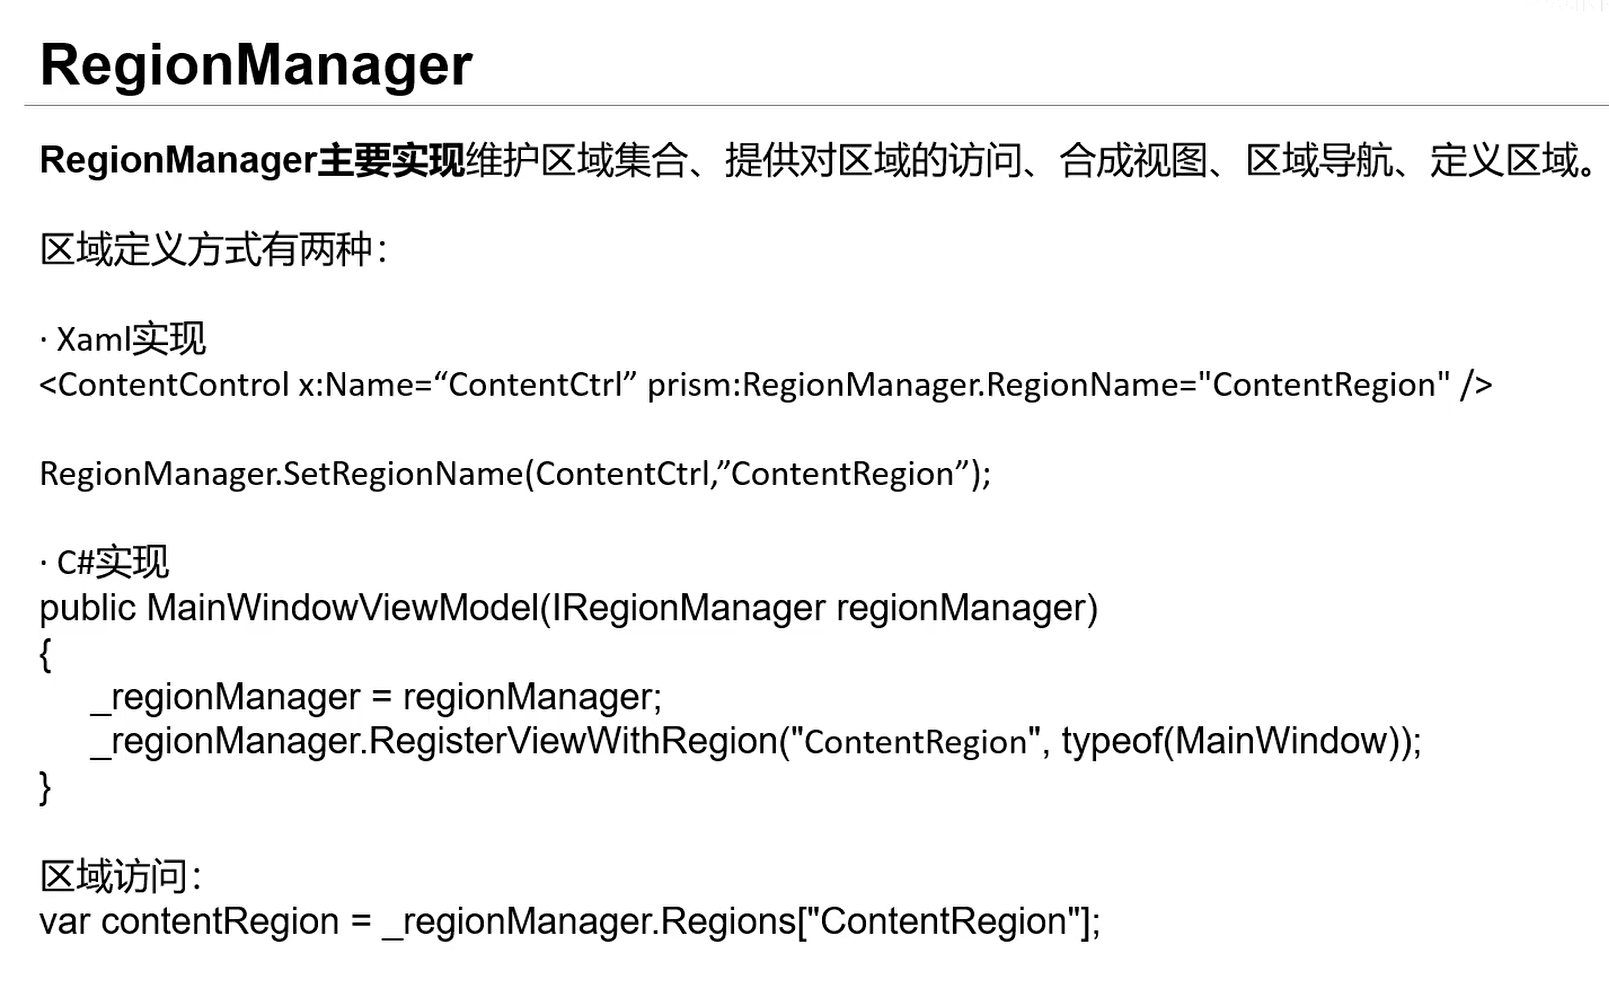 RegionManager
RegionManager主要实现维护区域集合、提供对区域的访问、合成视图、区域导航、定义区域。
区域定义方式有两种：
· Xaml实现
<ContentControl x:Name=“ContentCtrl” prism:RegionManager.RegionName="ContentRegion" />
RegionManager.SetRegionName(ContentCtrl,”ContentRegion”);
· C#实现
public MainWindowViewModel(IRegionManager regionManager)
{
_regionManager = regionManager;
_regionManager.RegisterViewWithRegion("ContentRegion", typeof(MainWindow));
}
区域访问：
var contentRegion = _regionManager.Regions["ContentRegion"];